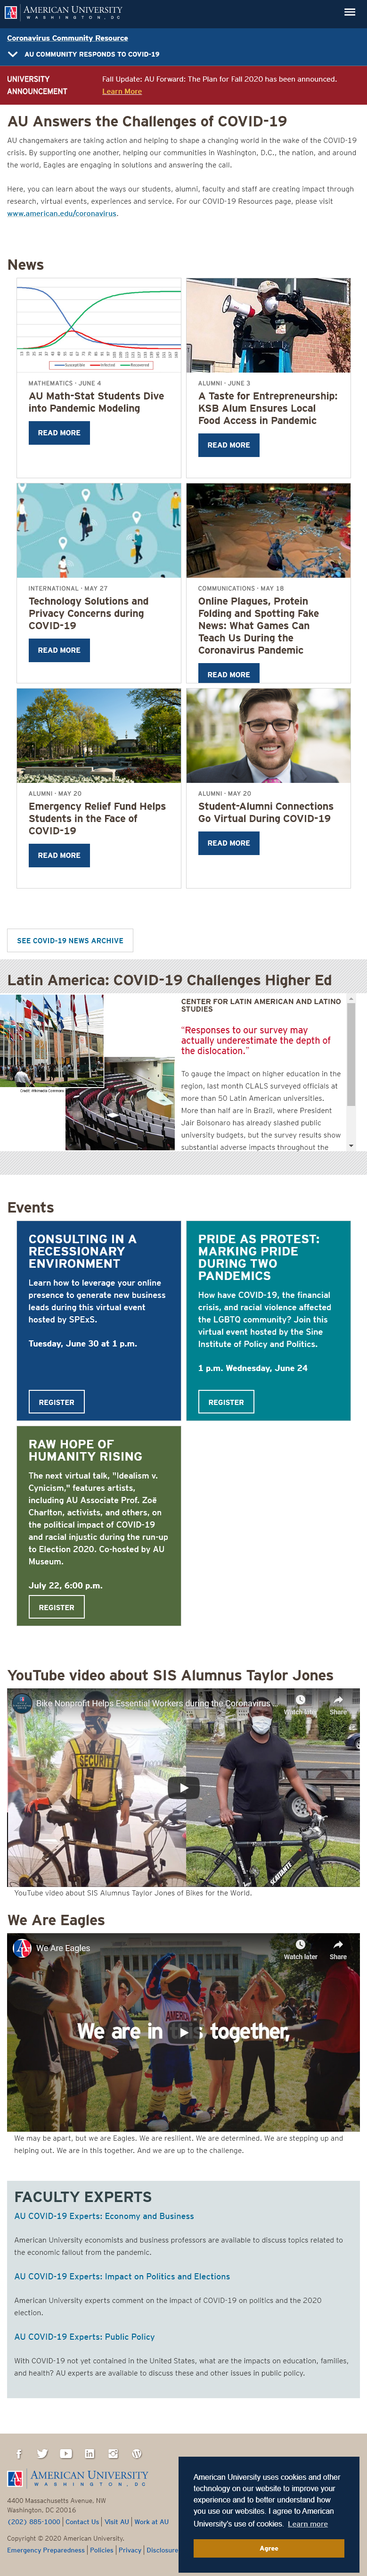 AMERICAN UNIVERSITY
WASHINGTON, DC
Coronavirus Community Resource
AU COMMUNITY RESPONDS TO COVID-19
UNIVERSITY
ANNOUNCEMENT
Fall Update: AU Forward: The Plan for Fall 2020 has been announced.
Learn More
AU Answers the Challenges of COVID-19
AU changemakers are taking action and helping to shape a changing world in the wake of the COVID-19
crisis. By supporting one another, helping our communities in Washington, D.C., the nation, and around
the world, Eagles are engaging in solutions and answering the call.
Here, you can learn about the ways our students, alumni, faculty and staff are creating impact through
research, virtual events, experiences and service. For our COVID-19 Resources page, please visit
www.american.edu/coronavirus.
News
Susceptible Infected Recovered
MATHEMATICS · JUNE 4
AU Math-Stat Students Dive
into Pandemic Modeling
READ MORE
ALUMNI · JUNE 3
A Taste for Entrepreneurship:
KSB Alum Ensures Local
Food Access in Pandemic
READ MORE
INTERNATIONAL · MAY 27
Technology Solutions and
Privacy Concerns during
COVID-19
READ MORE
COMMUNICATIONS · MAY 18
Online Plagues, Protein
Folding and Spotting Fake
News: What Games Can
Teach Us During the
Coronavirus Pandemic
READ MORE
ALUMNI · MAY 20
Emergency Relief Fund Helps
Students in the Face of
COVID-19
READ MORE
ALUMNI · MAY 20
Student-Alumni Connections
Go Virtual During COVID-19
READ MORE
SEE COVID-19 NEWS ARCHIVE
Latin America: COVID-19 Challenges Higher Ed
Credit: Wikimedia Commons
CENTER FOR LATIN AMERICAN AND LATINO
STUDIES
“Responses to our survey may
actually underestimate the depth of
the dislocation.”
To gauge the impact on higher education in the
region, last month CLALS surveyed officials at
more than 50 Latin American universities.
More than half are in Brazil, where President
Jair Bolsonaro has already slashed public
university budgets, but the survey results show
substantial adverse impacts throughout the
Events
CONSULTING IN A
RECESSIONARY
ENVIRONMENT
Learn how to leverage your online
presence to generate new business
leads during this virtual event
hosted by SPExS.
Tuesday, June 30 at 1 p.m.
REGISTER
PRIDE AS PROTEST:
MARKING PRIDE
DURING TWO
PANDEMICS
How have COVID-19, the financial
crisis, and racial violence affected
the LGBTQ community? Join this
virtual event hosted by the Sine
Institute of Policy and Politics.
1 p.m. Wednesday, June 24
REGISTER
RAW HOPE OF
HUMANITY RISING
The next virtual talk, "Idealism v.
Cynicism," features artists,
including AU Associate Prof. Zoë
Charlton, activists, and others, on
the political impact of COVID-19
and racial injustic during the run-up
to Election 2020. Co-hosted by AU
Museum.
July 22, 6:00 p.m.
REGISTER
YouTube video about SIS Alumnus Taylor Jones
Bike Nonprofit Helps Essential Workers during the Coronavirus ...
Watch later
Share
SECURITY
YouTube video about SIS Alumnus Taylor Jones of Bikes for the World.
We Are Eagles
We Are Eagles
Watch later
Share
We are in together,
We may be apart, but we are Eagles. We are resilient. We are determined. We are stepping up and
helping out. We are in this together. And we are up to the challenge.
FACULTY EXPERTS
AU COVID-19 Experts: Economy and Business
American University economists and business professors are available to discuss topics related to
the economic fallout from the pandemic.
AU COVID-19 Experts: Impact on Politics and Elections
American University experts comment on the impact of COVID-19 on politics and the 2020
election.
AU COVID-19 Experts: Public Policy
With COVID-19 not yet contained in the United States, what are the impacts on education, families,
and health? AU experts are available to discuss these and other issues in public policy.
AMERICAN UNIVERSITY
WASHINGTON, DC
4400 Massachusetts Avenue, NW
Washington, DC 20016
(202) 885-1000 Contact Us Visit AU Work at AU
Copyright © 2020 American University.
Emergency Preparedness Policies Privacy Disclosure
American University uses cookies and other
technology on our website to improve your
experience and to better understand how
you use our websites. I agree to American
University's use of cookies. Learn more
Agree